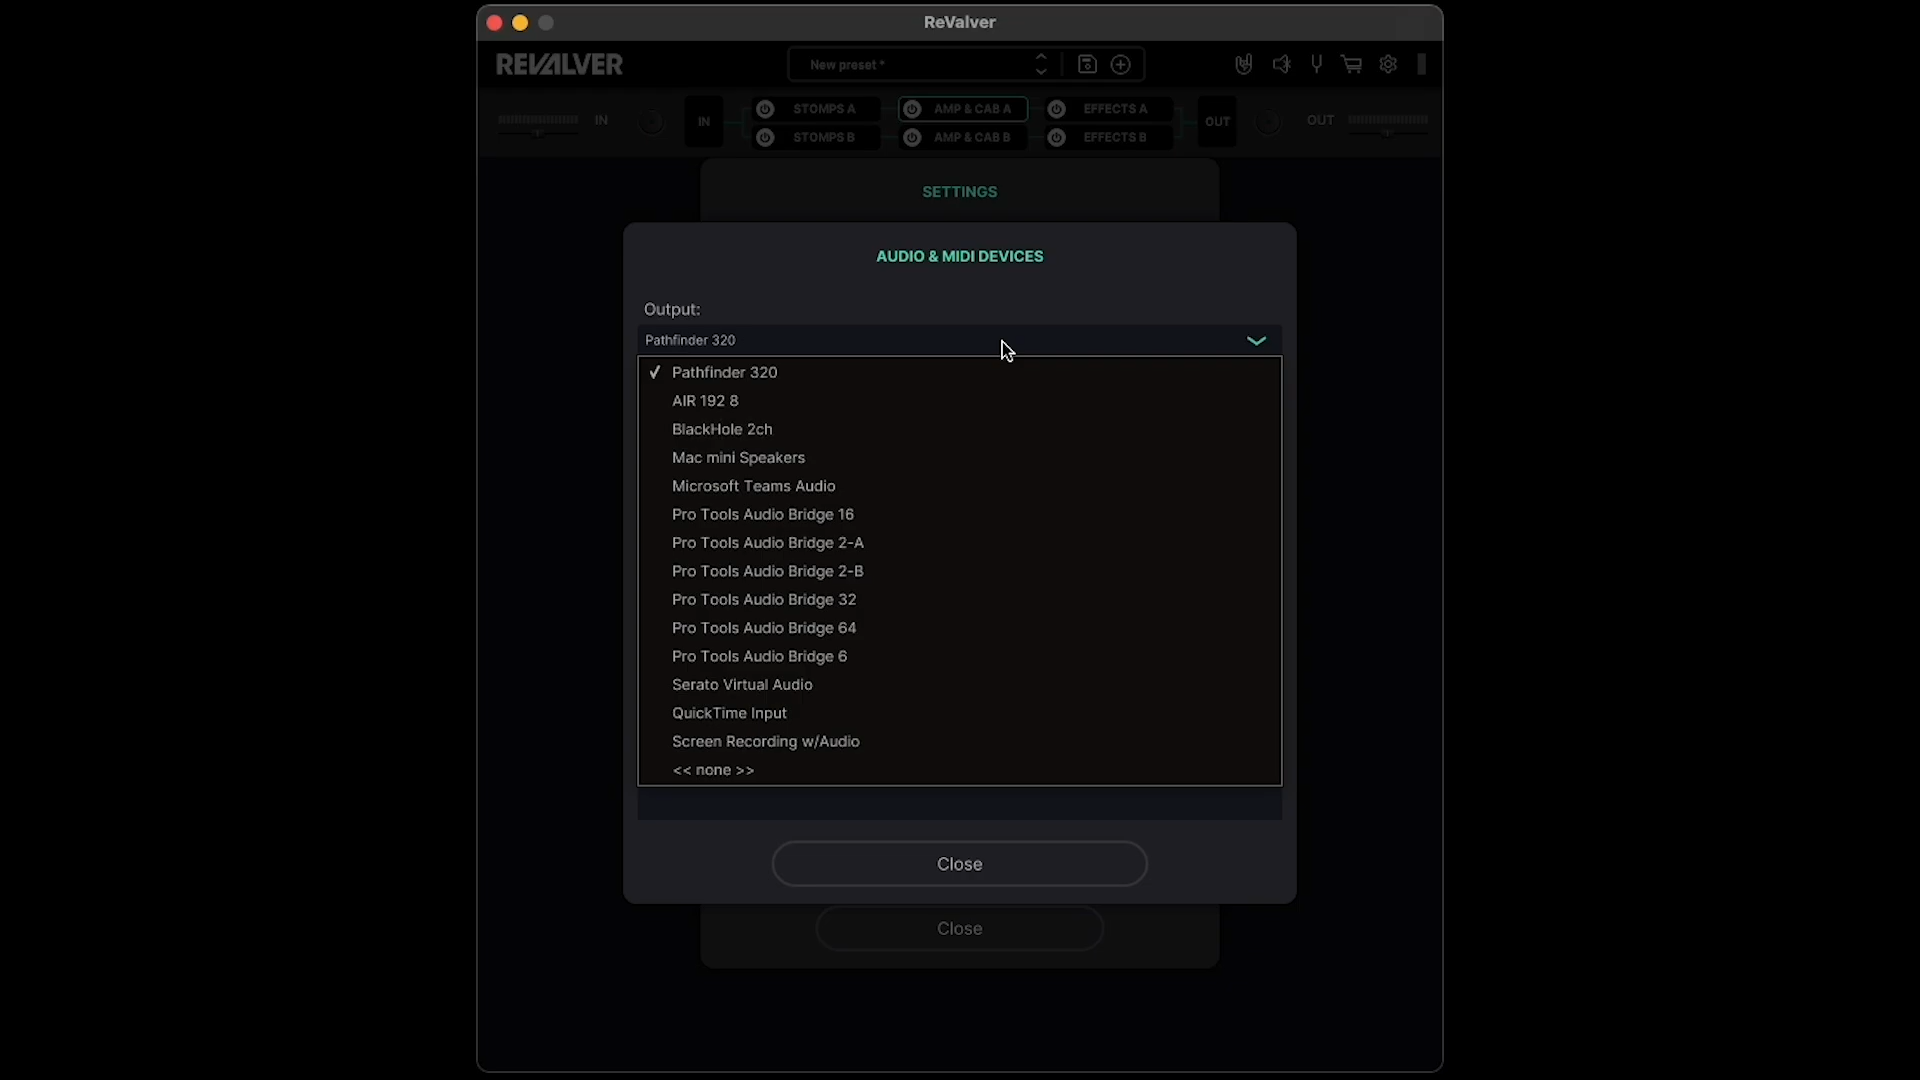 ReValver
REVALVER
New preset *
IN
IN
STOMPS A
AMP & CAB A
EFFECTS A
OUT
OUT
STOMPS B
AMP & CAB B
EFFECTS B
SETTINGS
AUDIO & MIDI DEVICES
Output:
Pathfinder 320
✓ Pathfinder 320
AIR 192 8
BlackHole 2ch
Mac mini Speakers
Microsoft Teams Audio
Pro Tools Audio Bridge 16
Pro Tools Audio Bridge 2-A
Pro Tools Audio Bridge 2-B
Pro Tools Audio Bridge 32
Pro Tools Audio Bridge 64
Pro Tools Audio Bridge 6
Serato Virtual Audio
QuickTime Input
Screen Recording w/Audio
<< none >>
Close
Close